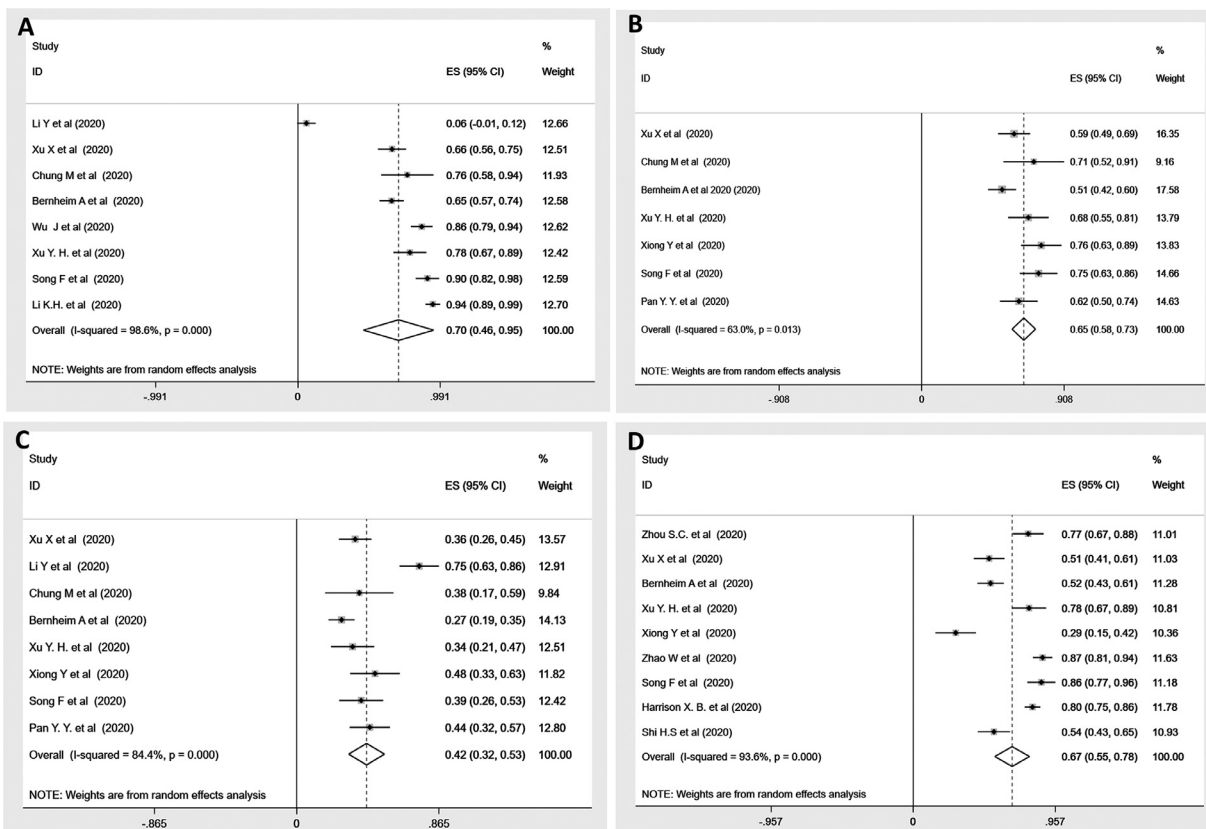 A
Study %
ID ES (95% CI) Weight
Li Y et al (2020) 0.06 (-0.01, 0.12) 12.66
Xu X et al (2020) 0.66 (0.56, 0.75) 12.51
Chung M et al (2020) 0.76 (0.58, 0.94) 11.93
Bernheim A et al (2020) 0.65 (0.57, 0.74) 12.58
Wu J et al (2020) 0.86 (0.79, 0.94) 12.62
Xu Y. H. et al (2020) 0.78 (0.67, 0.89) 12.42
Song F et al (2020) 0.90 (0.82, 0.98) 12.59
Li K.H. et al (2020) 0.94 (0.89, 0.99) 12.70
Overall (I-squared = 98.6%, p = 0.000) 0.70 (0.46, 0.95) 100.00
NOTE: Weights are from random effects analysis
-.991 0 .991
B
Study %
ID ES (95% CI) Weight
Xu X et al (2020) 0.59 (0.49, 0.69) 16.35
Chung M et al (2020) 0.71 (0.52, 0.91) 9.16
Bernheim A et al 2020 (2020) 0.51 (0.42, 0.60) 17.58
Xu Y. H. et al (2020) 0.68 (0.55, 0.81) 13.79
Xiong Y et al (2020) 0.76 (0.63, 0.89) 13.83
Song F et al (2020) 0.75 (0.63, 0.86) 14.66
Pan Y. Y. et al (2020) 0.62 (0.50, 0.74) 14.63
Overall (I-squared = 63.0%, p = 0.013) 0.65 (0.58, 0.73) 100.00
NOTE: Weights are from random effects analysis
-.908 0 .908
C
Study %
ID ES (95% CI) Weight
Xu X et al (2020) 0.36 (0.26, 0.45) 13.57
Li Y et al (2020) 0.75 (0.63, 0.86) 12.91
Chung M et al (2020) 0.38 (0.17, 0.59) 9.84
Bernheim A et al (2020) 0.27 (0.19, 0.35) 14.13
Xu Y. H. et al (2020) 0.34 (0.21, 0.47) 12.51
Xiong Y et al (2020) 0.48 (0.33, 0.63) 11.82
Song F et al (2020) 0.39 (0.26, 0.53) 12.42
Pan Y. Y. et al (2020) 0.44 (0.32, 0.57) 12.80
Overall (I-squared = 84.4%, p = 0.000) 0.42 (0.32, 0.53) 100.00
NOTE: Weights are from random effects analysis
-.865 0 .865
D
Study %
ID ES (95% CI) Weight
Zhou S.C. et al (2020) 0.77 (0.67, 0.88) 11.01
Xu X et al (2020) 0.51 (0.41, 0.61) 11.03
Bernheim A et al (2020) 0.52 (0.43, 0.61) 11.28
Xu Y. H. et al (2020) 0.78 (0.67, 0.89) 10.81
Xiong Y et al (2020) 0.29 (0.15, 0.42) 10.36
Zhao W et al (2020) 0.87 (0.81, 0.94) 11.63
Song F et al (2020) 0.86 (0.77, 0.96) 11.18
Harrison X. B. et al (2020) 0.80 (0.75, 0.86) 11.78
Shi H.S et al (2020) 0.54 (0.43, 0.65) 10.93
Overall (I-squared = 93.6%, p = 0.000) 0.67 (0.55, 0.78) 100.00
NOTE: Weights are from random effects analysis
-.957 0 .957